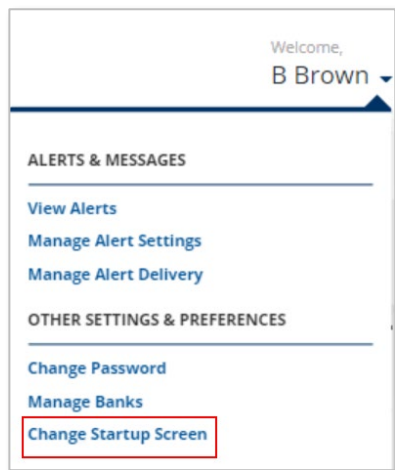 Welcome,
B Brown
ALERTS & MESSAGES
View Alerts
Manage Alert Settings
Manage Alert Delivery
OTHER SETTINGS & PREFERENCES
Change Password
Manage Banks
Change Startup Screen